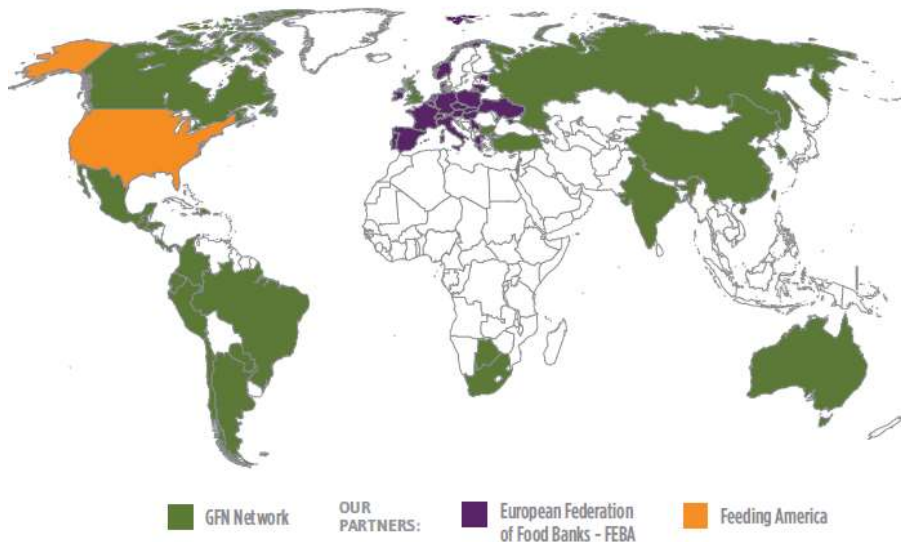 GFN Network
OUR
PARTNERS:
European Federation
of Food Banks - FEBA
Feeding America